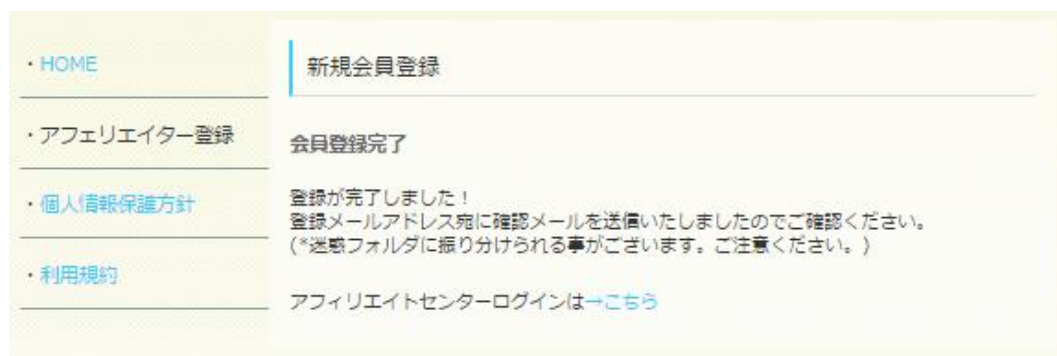 ・HOME
・アフェリエイター登録
・個人情報保護方針
・利用規約
新規会員登録
会員登録完了
登録が完了しました！
登録メールアドレス宛に確認メールを送信いたしましたのでご確認ください。
(*迷惑フォルダに振り分けられる事がございます。ご注意ください。)
アフィリエイトセンターログインは→こちら